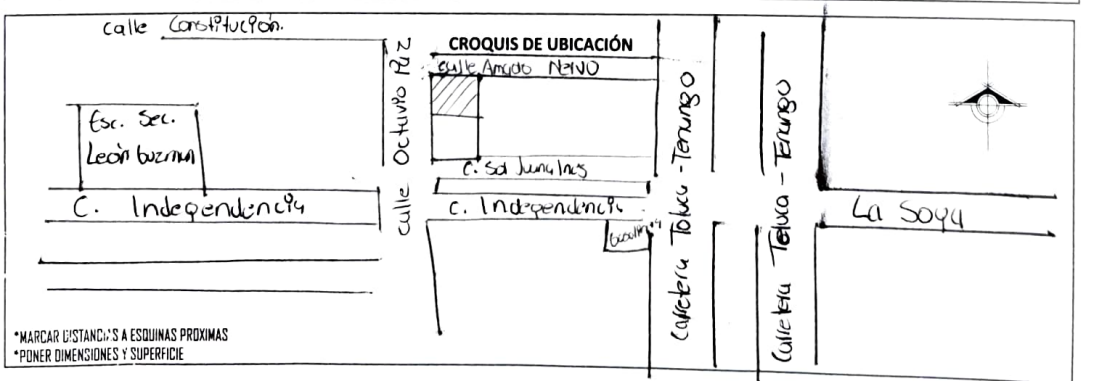 calle Constitución.
CROQUIS DE UBICACIÓN
calle Amado Nervo
calle Octavio Paz
Esc. Sec.
León Guzman
C. Sor Juana Ines
C. Independencia
C. Independencia
Carretera Toluca - Tenango
Carretera Toluca - Tenango
La Soya
*MARCAR DISTANCIAS A ESQUINAS PROXIMAS
*PONER DIMENSIONES Y SUPERFICIE